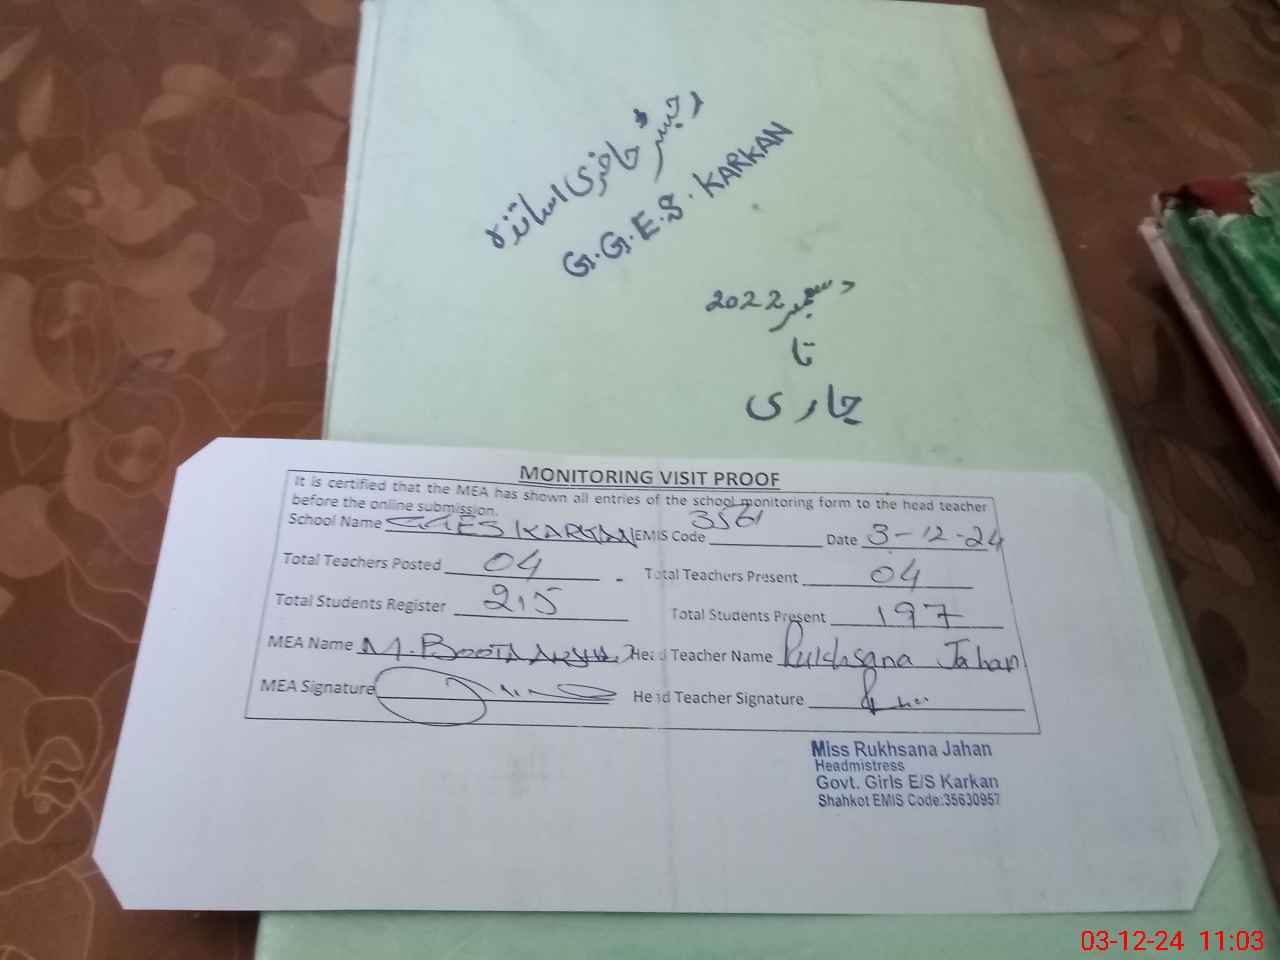 رجسٹر حاضری اساتذہ
G.G.E.S. KARKAN
دسمبر 2022
تا
جاری
MONITORING VISIT PROOF
It is certified that the MEA has shown all entries of the school monitoring form to the head teacher
before the online submission.
School Name GGES KARKAN EMIS Code 3561 Date 3-12-24
Total Teachers Posted 04 Total Teachers Present 04
Total Students Register 215 Total Students Present 197
MEA Name M. BOOTA Head Teacher Name Rukhsana Jahan
MEA Signature Head Teacher Signature
Miss Rukhsana Jahan
Headmistress
Govt. Girls E/S Karkan
Shahkot EMIS Code:35630957
03-12-24 11:03